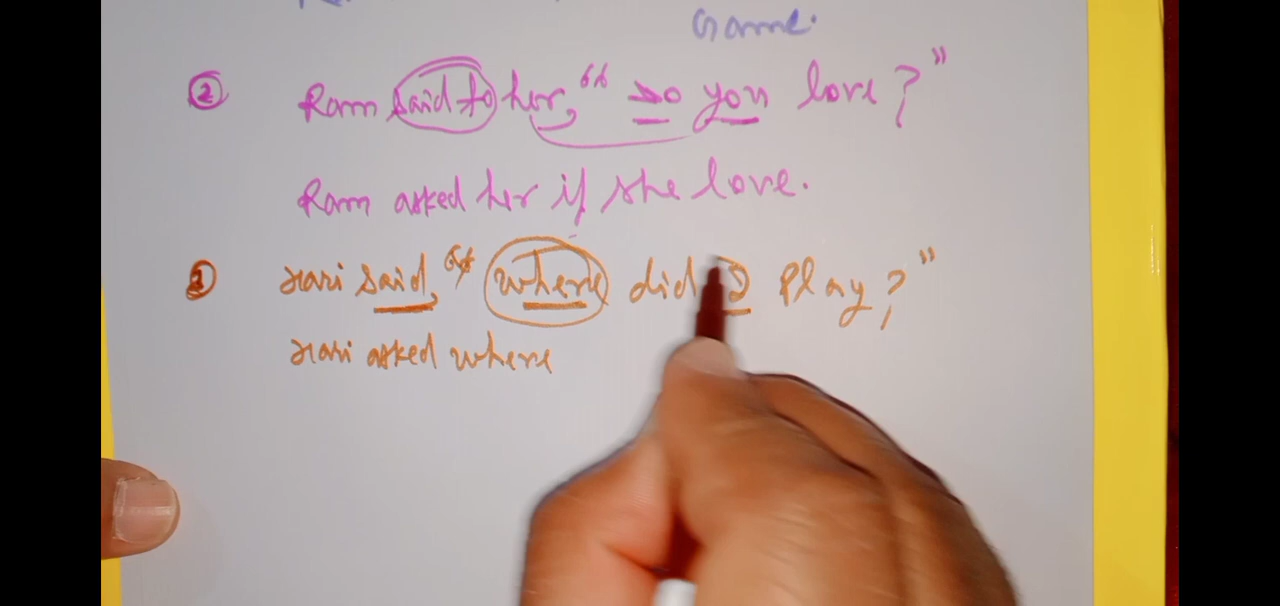 Game.
② Ram said to her, "Do you love?"
Ram asked her if she love.
③ Hari said, "where did I play?"
Hari asked where